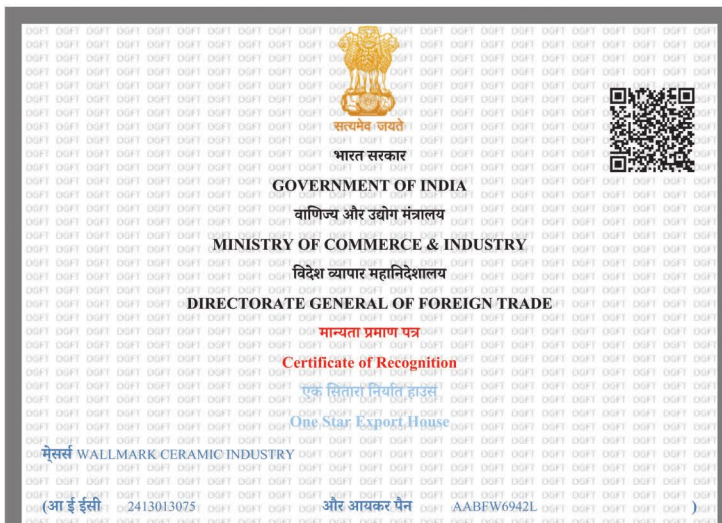 सत्यमेव जयते
भारत सरकार
GOVERNMENT OF INDIA
वाणिज्य और उद्योग मंत्रालय
MINISTRY OF COMMERCE & INDUSTRY
विदेश व्यापार महानिदेशालय
DIRECTORATE GENERAL OF FOREIGN TRADE
मान्यता प्रमाण पत्र
Certificate of Recognition
एक सितारा निर्यात हाउस
One Star Export House
मे्सर्स WALLMARK CERAMIC INDUSTRY
(आ ई ईसी 2413013075 और आयकर पैन AABFW6942L )